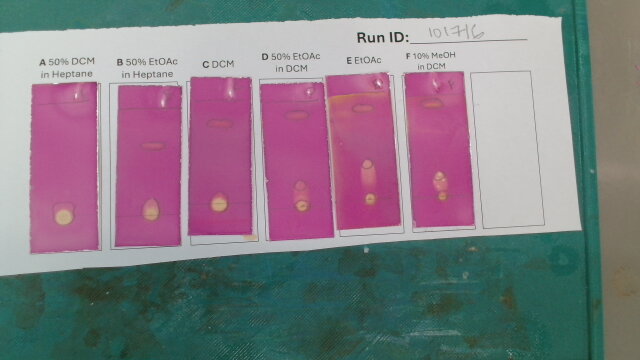 Run ID: 101716
A 50% DCM
in Heptane
B 50% EtOAc
in Heptane
C DCM
D 50% EtOAc
in DCM
E EtOAc
F 10% MeOH
in DCM